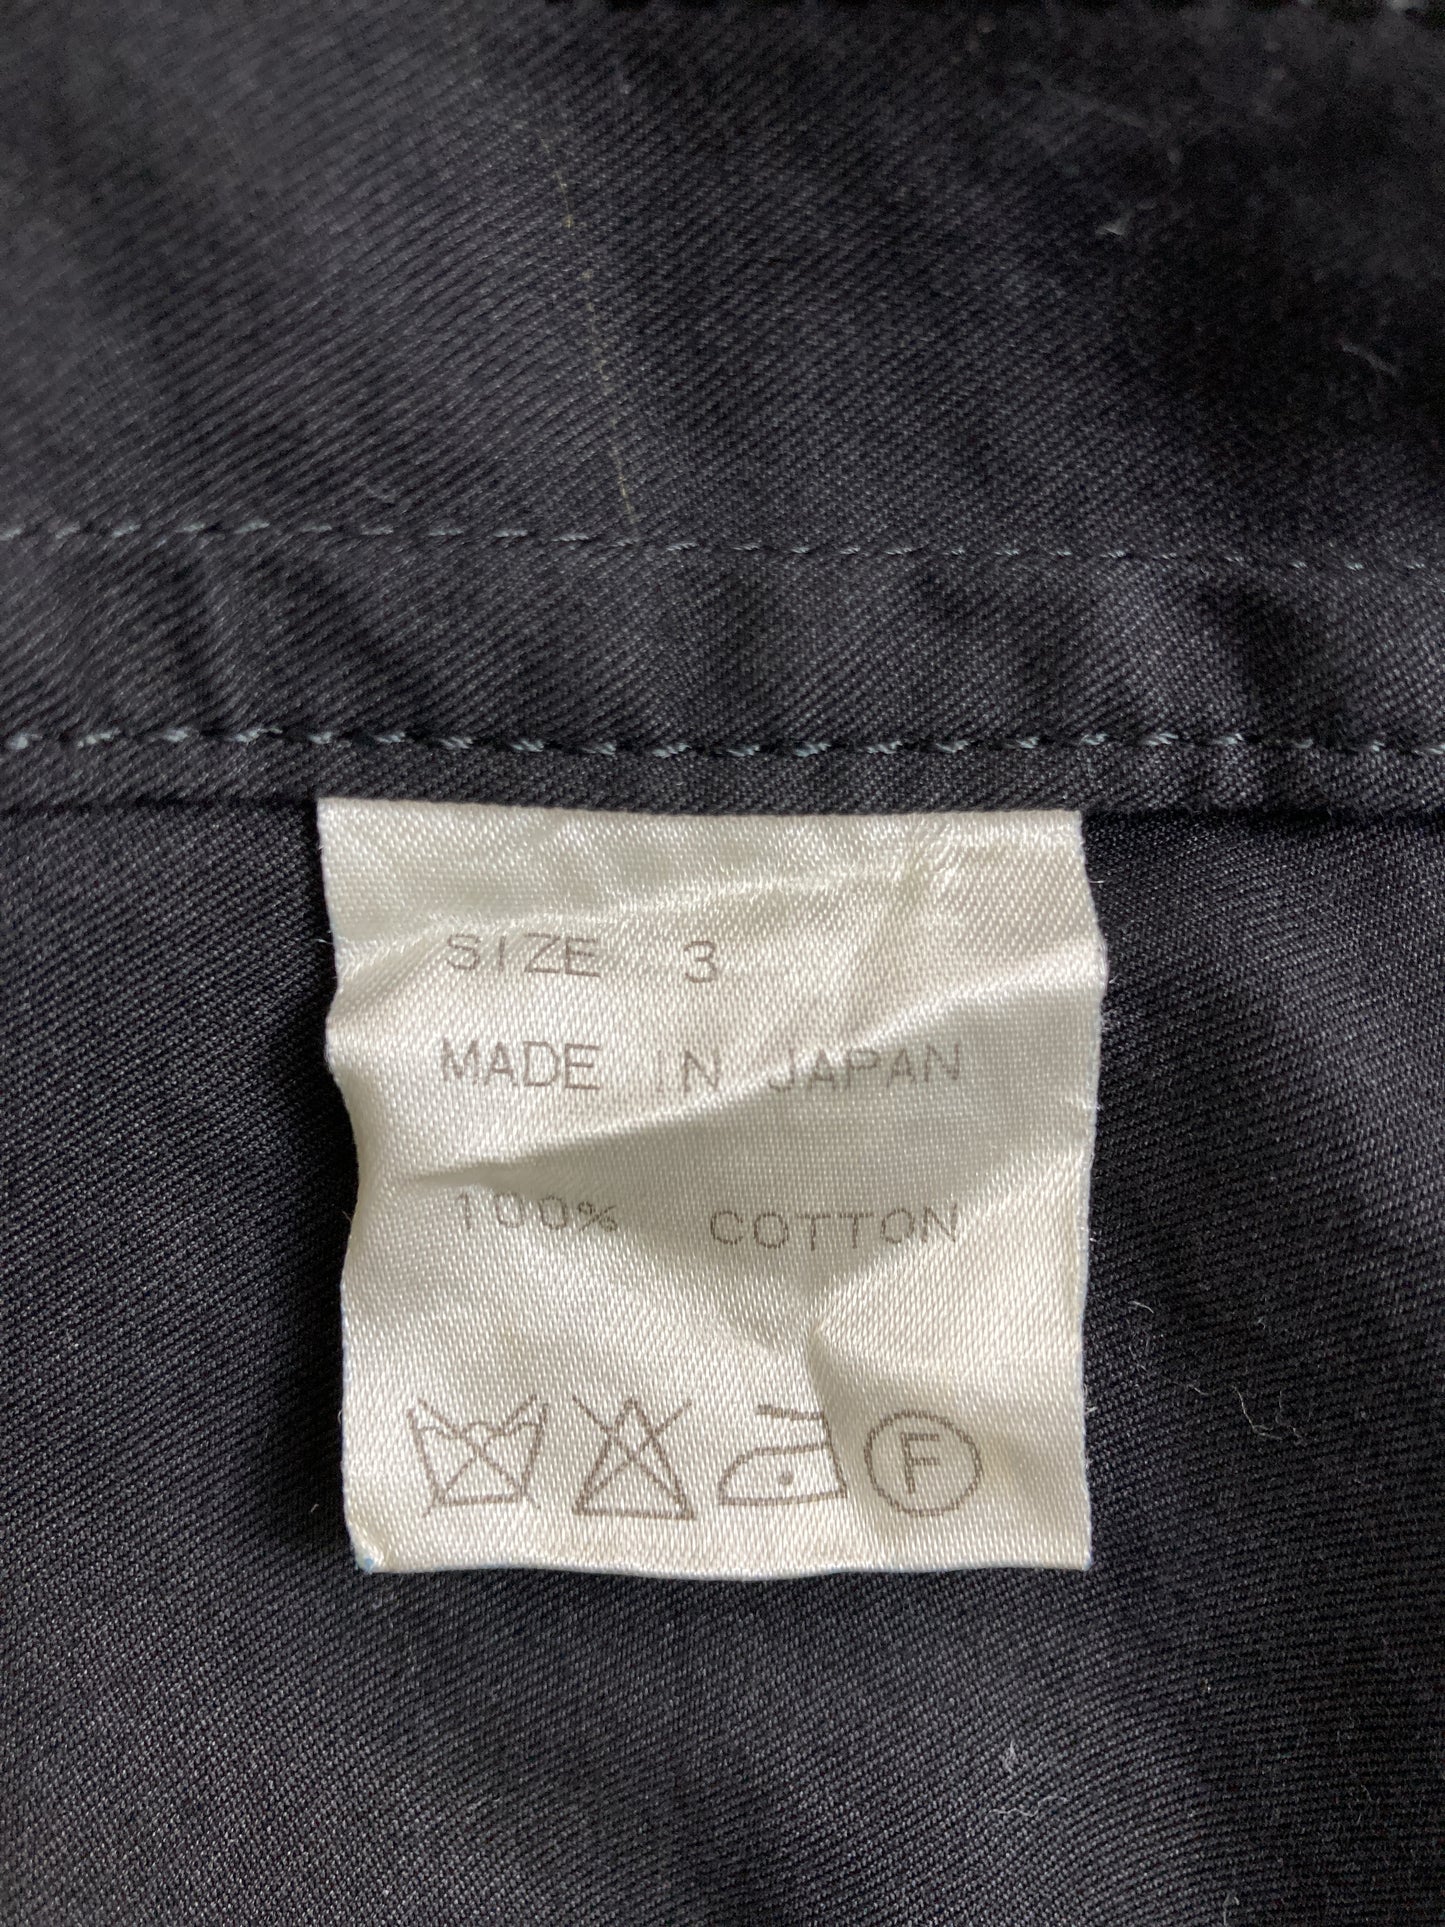 SIZE 3
MADE IN JAPAN
100% COTTON
F